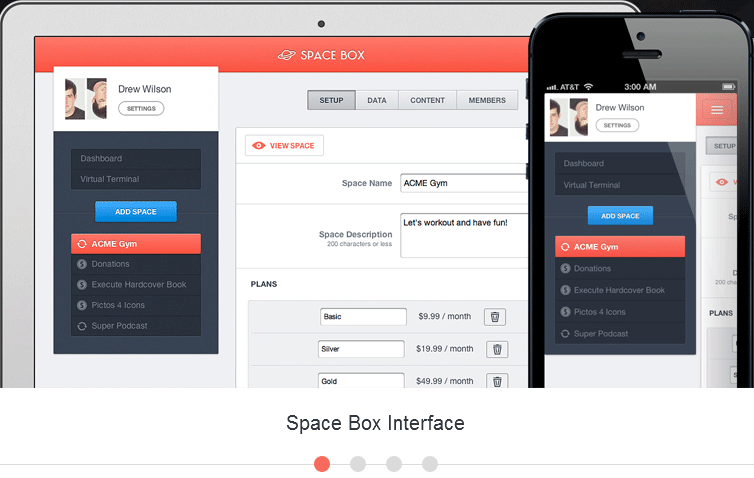 SPACE BOX
Drew Wilson
SETTINGS
Dashboard
Virtual Terminal
ADD SPACE
ACME Gym
Donations
Execute Hardcover Book
Pictos 4 Icons
Super Podcast
SETUP DATA CONTENT MEMBERS
VIEW SPACE
Space Name ACME Gym
Space Description Let's workout and have fun!
200 characters or less
PLANS
Basic $9.99 / month
Silver $19.99 / month
Gold $49.99 / month
AT&T 3:00 AM
Drew Wilson
SETTINGS
Dashboard
Virtual Terminal
ADD SPACE
ACME Gym
Donations
Execute Hardcover Book
Pictos 4 Icons
Super Podcast
SETUP
V
Sp
D
200 char
PLANS
Space Box Interface